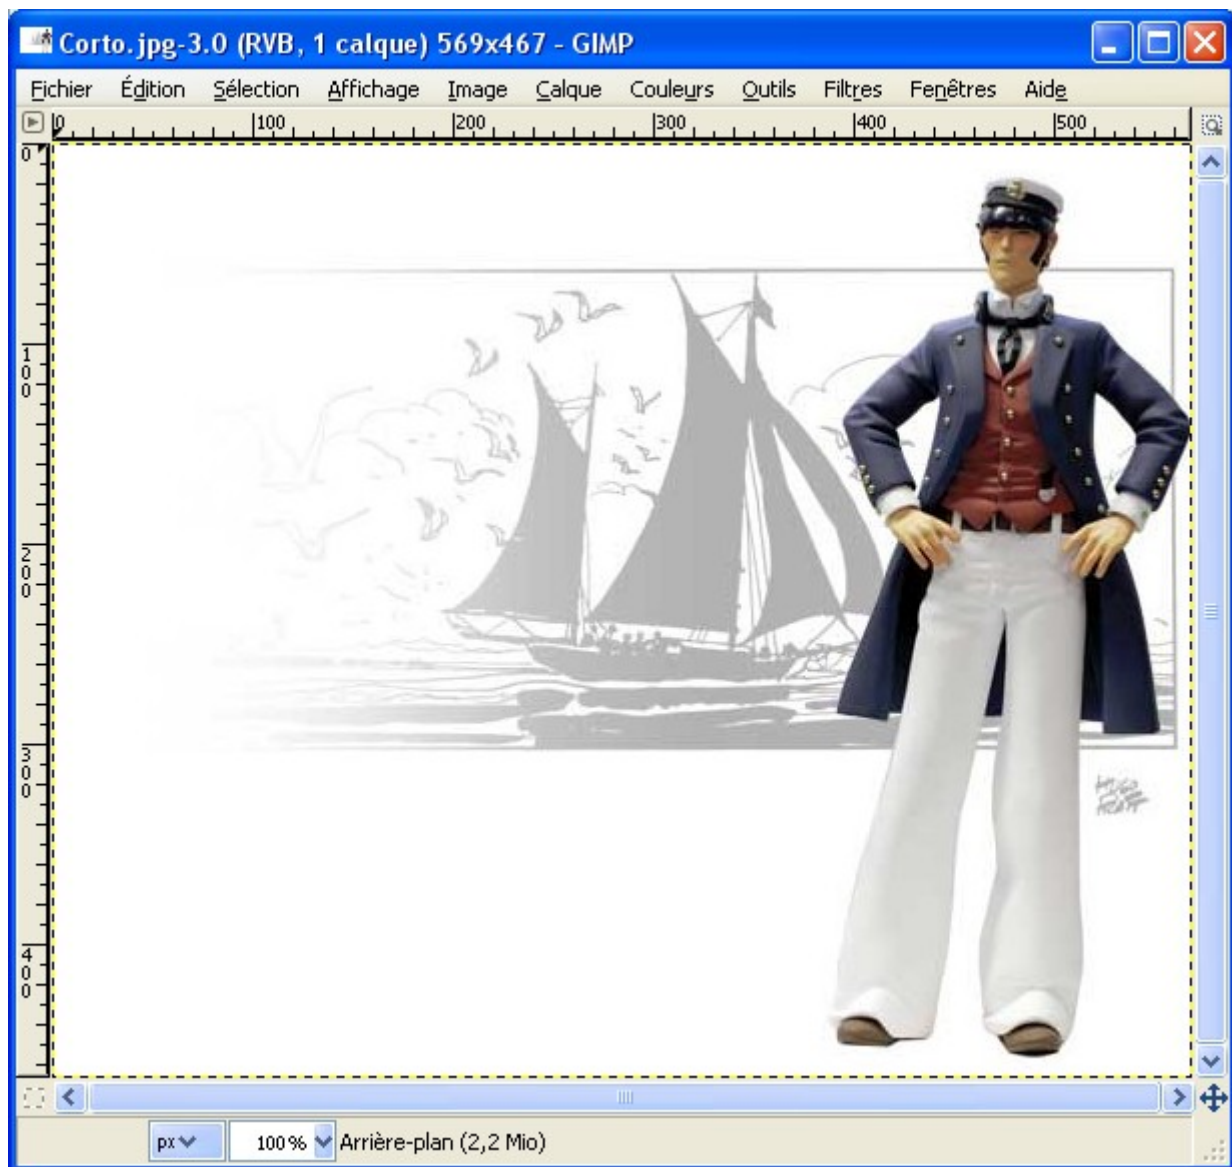 Corto.jpg-3.0 (RVB, 1 calque) 569x467 - GIMP
Fichier Édition Sélection Affichage Image Calque Couleurs Outils Filtres Fenêtres Aide
0 100 200 300 400 500
0
100
200
300
400
px 100% Arrière-plan (2,2 Mio)